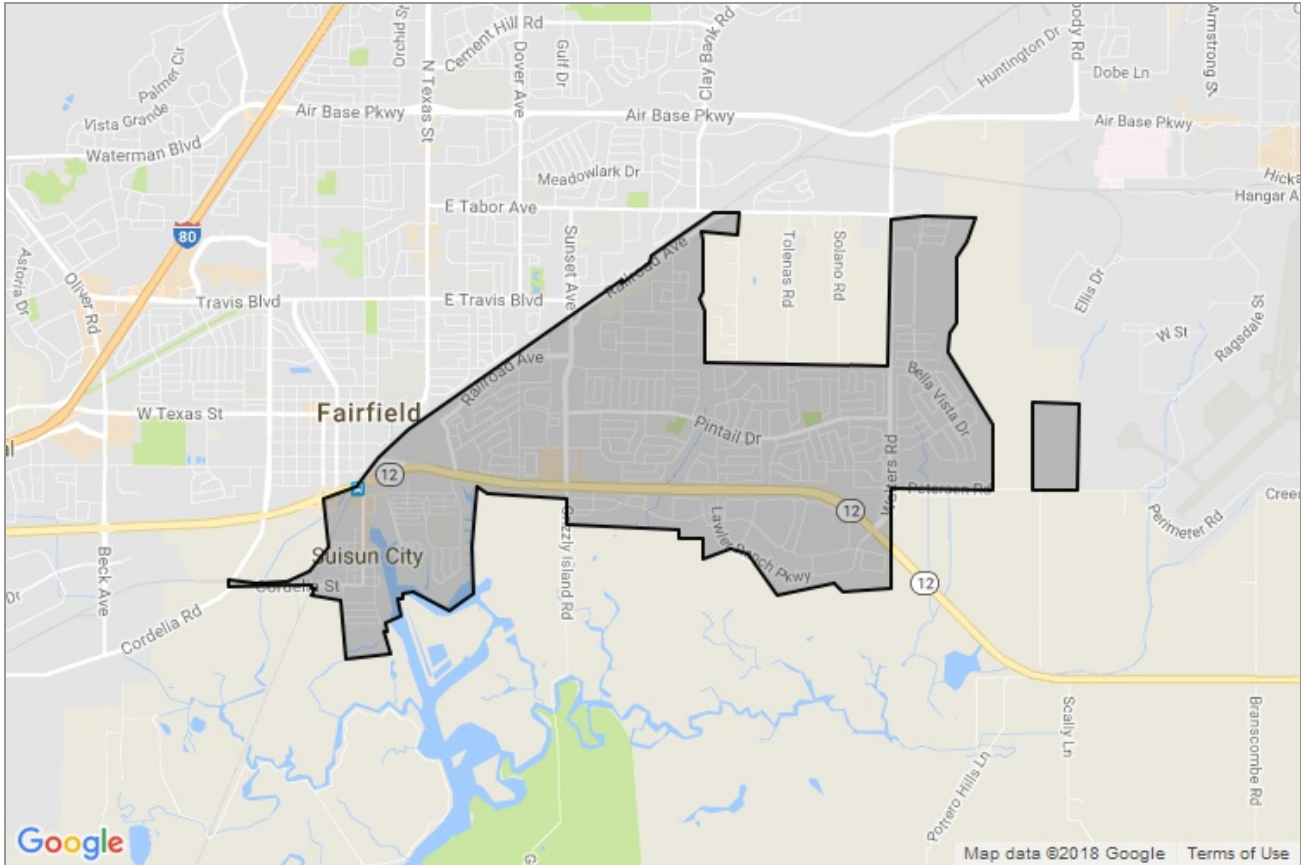 Orchid St
Cement Hill Rd
Palmer Cir
N Texas St
Dover Ave
Gulf Dr
Clay Bank Rd
Huntington Dr
Dobe Ln
Armstrong St
Vista Grande
Air Base Pkwy
Air Base Pkwy
Air Base Pkwy
Waterman Blvd
Meadowlark Dr
Hangar A
E Tabor Ave
80
Astoria Dr
Oliver Rd
Sunset Ave
Railroad Ave
Tolenas Rd
Solano Rd
Ellis Dr
Travis Blvd
E Travis Blvd
W St
Ragsdale St
Railroad Ave
Bella Vista Dr
W Texas St
Fairfield
Pintail Dr
Walters Rd
12
Petersen Rd
12
Perimeter Rd
Beck Ave
Suisun City
Grizzly Island Rd
Lawler Ranch Pkwy
Cordelia St
12
Dr
Cordelia Rd
Scally Ln
Branscombe Rd
Potrero Hills Ln
Google
Map data ©2018 Google Terms of Use